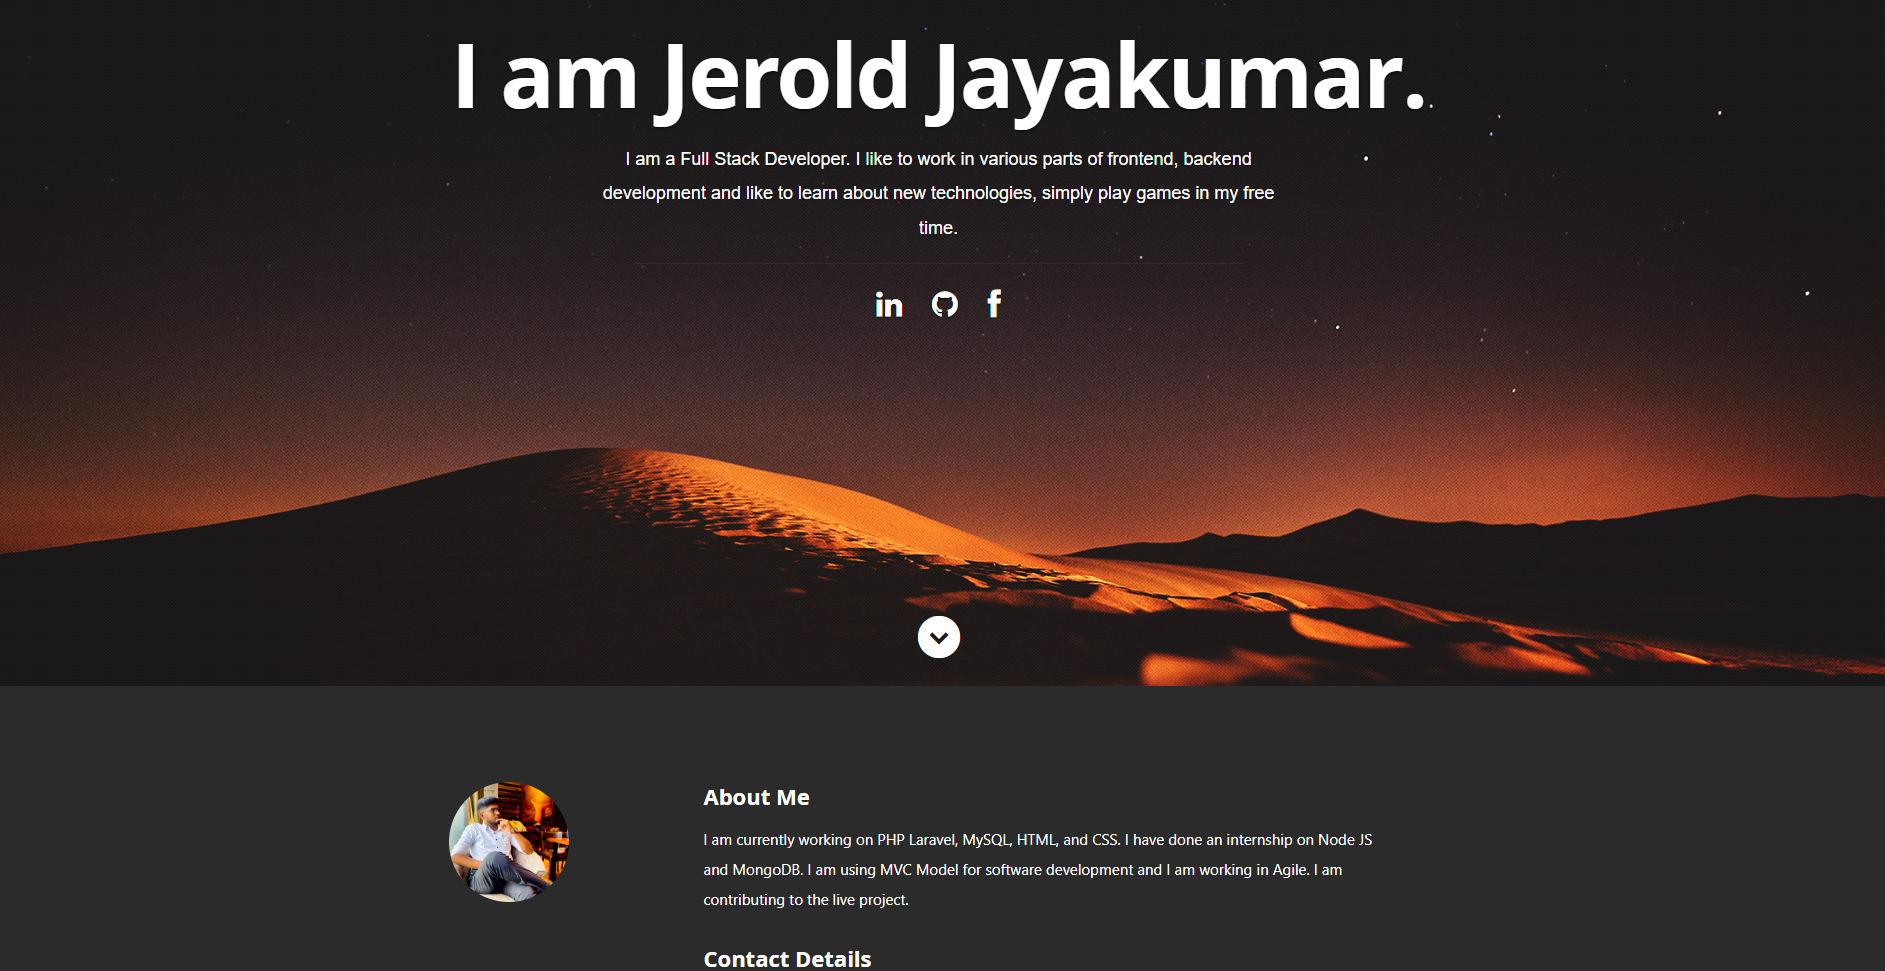 I am Jerold Jayakumar.
I am a Full Stack Developer. I like to work in various parts of frontend, backend
development and like to learn about new technologies, simply play games in my free
time.
in f
About Me
I am currently working on PHP Laravel, MySQL, HTML, and CSS. I have done an internship on Node JS
and MongoDB. I am using MVC Model for software development and I am working in Agile. I am
contributing to the live project.
Contact Details